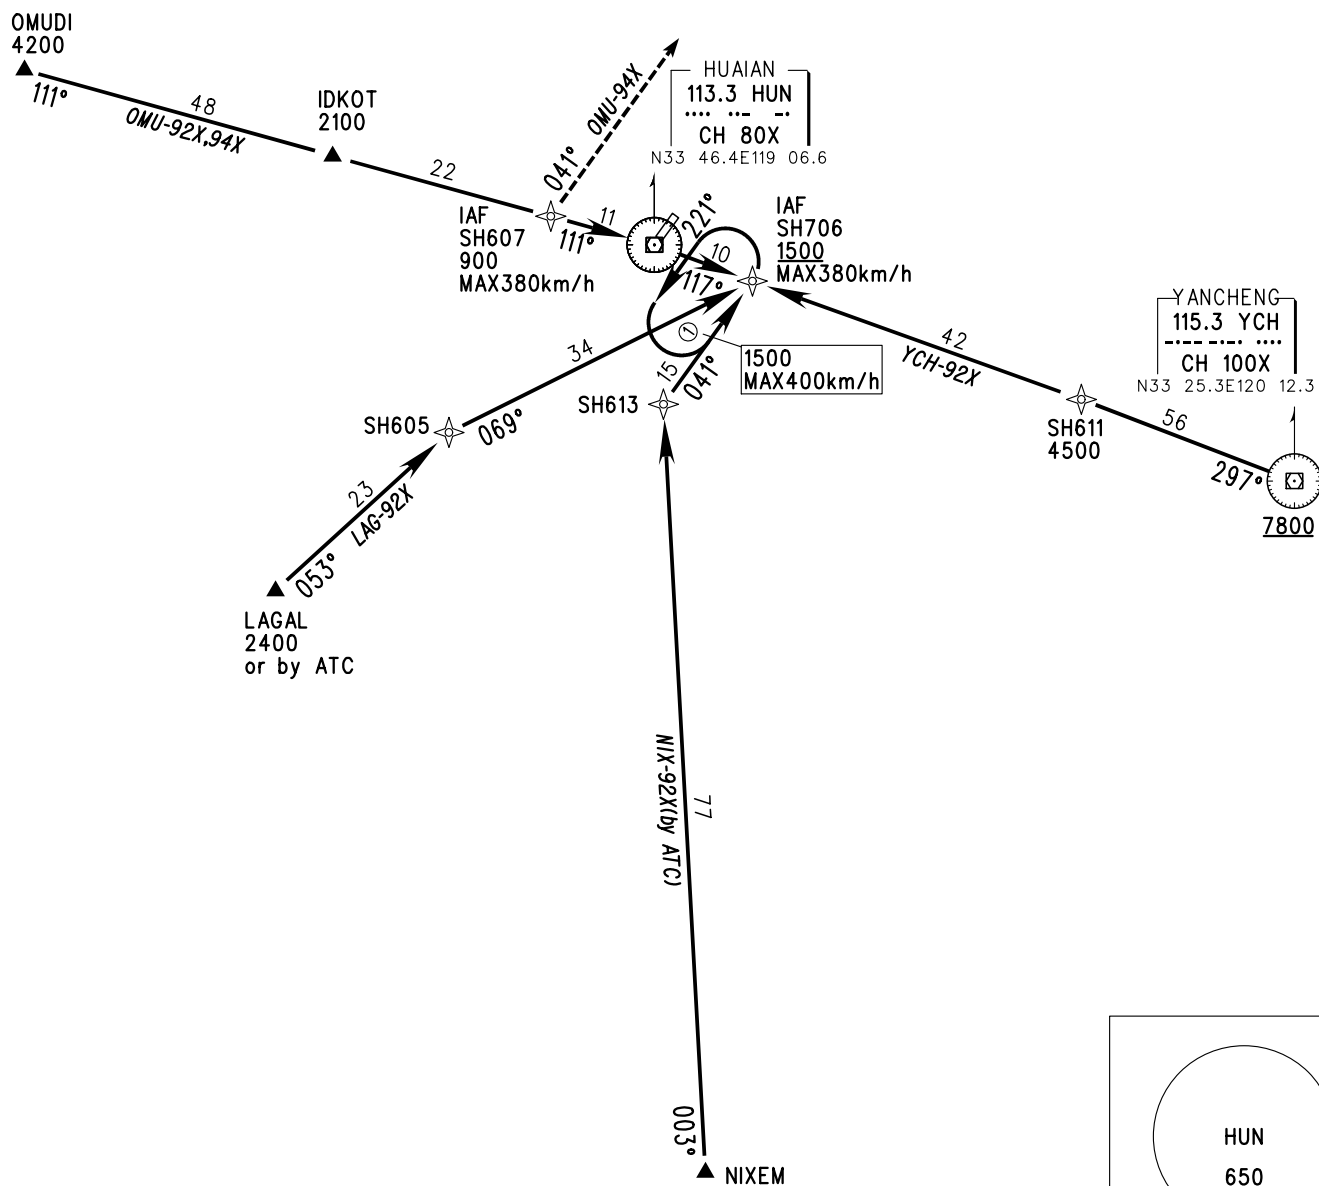 OMUDI
4200
111°
48
OMU-92X,94X
IDKOT
2100
22
041°
OMU-94X
HUAIAN
113.3 HUN
···· ··– –·
CH 80X
N33 46.4E119 06.6
IAF
SH607
900
MAX380km/h
11
111°
221°
10
117°
IAF
SH706
1500
MAX380km/h
YANCHENG
115.3 YCH
–·–– –·–· ····
CH 100X
N33 25.3E120 12.3
42
YCH-92X
34
1
1500
MAX400km/h
15
041°
SH613
SH605
069°
SH611
4500
56
297°
7800
23
LAG-92X
053°
LAGAL
2400
or by ATC
NIX-92X(by ATC)
77
003°
NIXEM
HUN
650